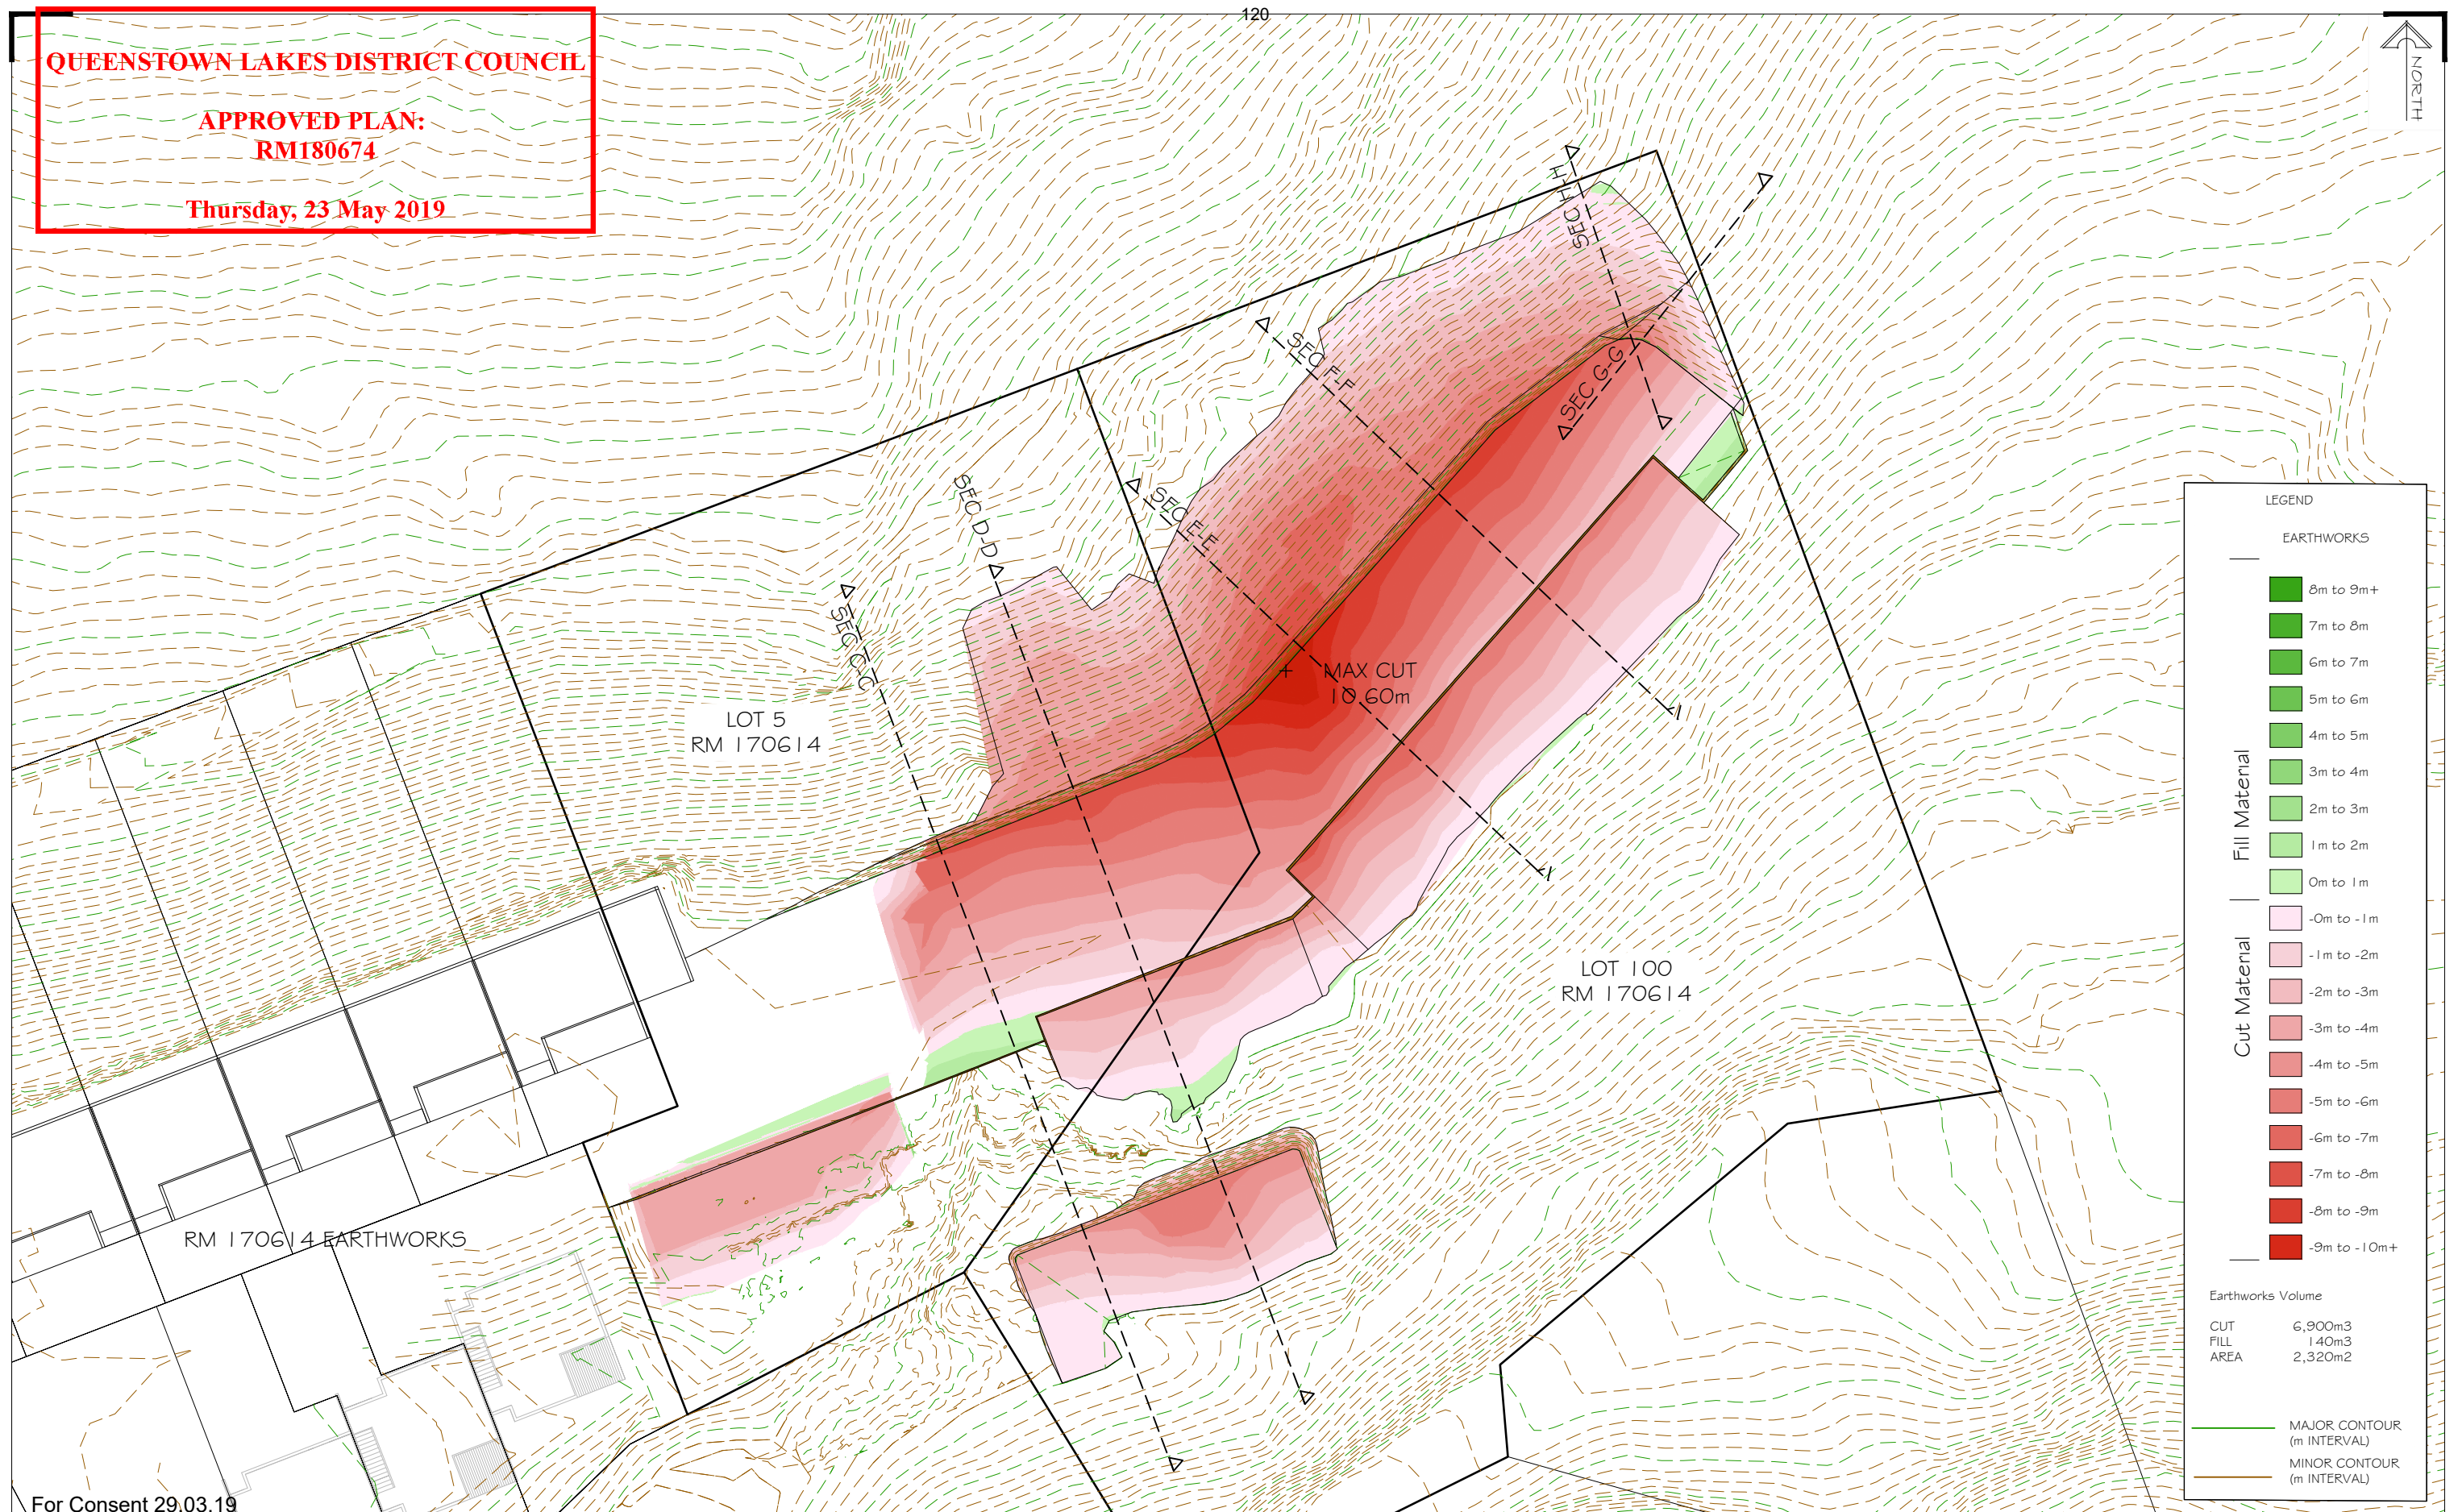 120
QUEENSTOWN LAKES DISTRICT COUNCIL
APPROVED PLAN:
RM180674
Thursday, 23 May 2019
NORTH
SEC H-H
SEC G-G
SEC F-F
SEC E-E
SEC D-D
SEC C-C
MAX CUT
10.60m
LOT 5
RM 170614
LOT 100
RM 170614
RM 170614 EARTHWORKS
For Consent 29.03.19
LEGEND
EARTHWORKS
Fill Material
8m to 9m+
7m to 8m
6m to 7m
5m to 6m
4m to 5m
3m to 4m
2m to 3m
1m to 2m
0m to 1m
Cut Material
-0m to -1m
-1m to -2m
-2m to -3m
-3m to -4m
-4m to -5m
-5m to -6m
-6m to -7m
-7m to -8m
-8m to -9m
-9m to -10m+
Earthworks Volume
CUT 6,900m3
FILL 140m3
AREA 2,320m2
MAJOR CONTOUR
(m INTERVAL)
MINOR CONTOUR
(m INTERVAL)